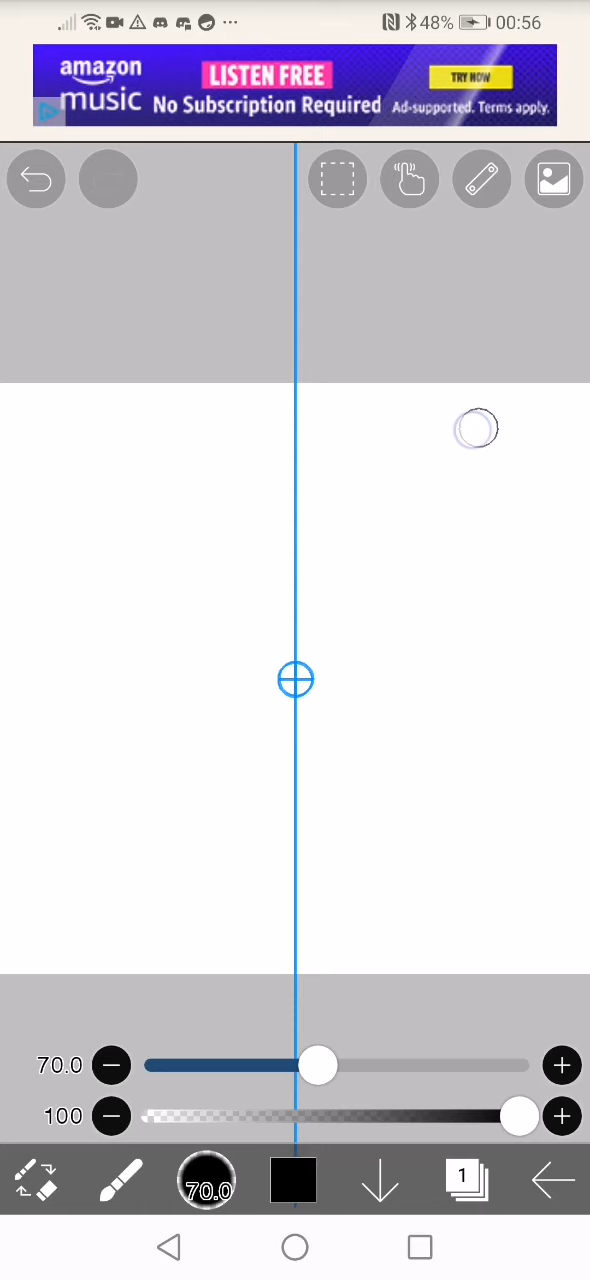 48% 00:56
amazon music
LISTEN FREE
No Subscription Required
TRY NOW
Ad-supported. Terms apply.
70.0
100
70.0
1